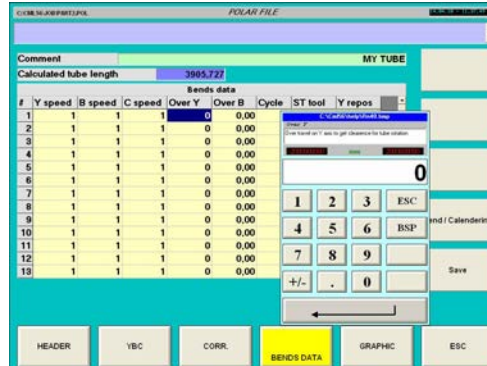 POLAR FILE
Comment MY TUBE
Calculated tube length 3905,727
Bends data
# Y speed B speed C speed Over Y Over B Cycle ST tool Y repos
1 1 1 1 0 0,00
2 1 1 1 0 0,00
3 1 1 1 0 0,00
4 1 1 1 0 0,00
5 1 1 1 0 0,00
6 1 1 1 0 0,00
7 1 1 1 0 0,00
8 1 1 1 0 0,00
9 1 1 1 0 0,00
10 1 1 1 0 0,00
11 1 1 1 0 0,00
12 1 1 1 0 0,00
13 1 1 1 0 0,00
Over travel on Y axis to get clearence for tube rotation
0
1 2 3 ESC
4 5 6 BSP
7 8 9
+/- . 0
end / Calendering
Save
HEADER YBC CORR. BENDS DATA GRAPHIC ESC